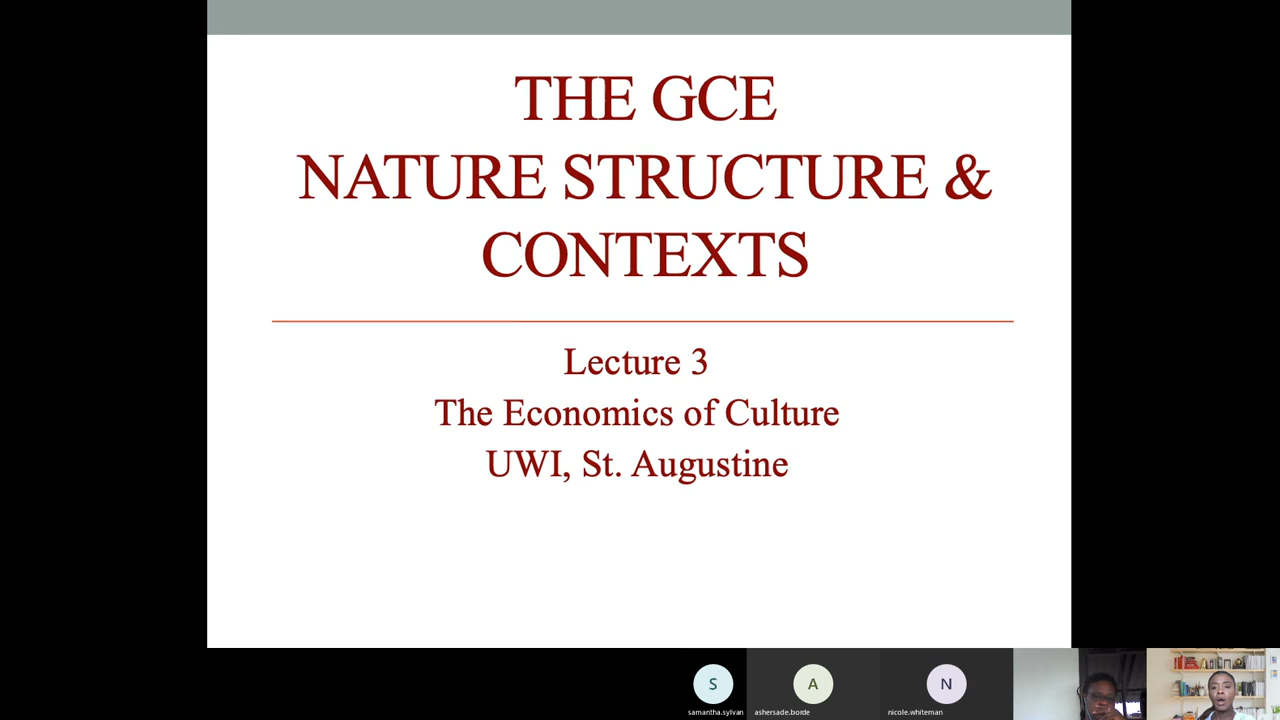 THE GCE
NATURE STRUCTURE &
CONTEXTS
Lecture 3
The Economics of Culture
UWI, St. Augustine
S
A
N
samantha.sylvan
ashersade.borde
nicole.whiteman